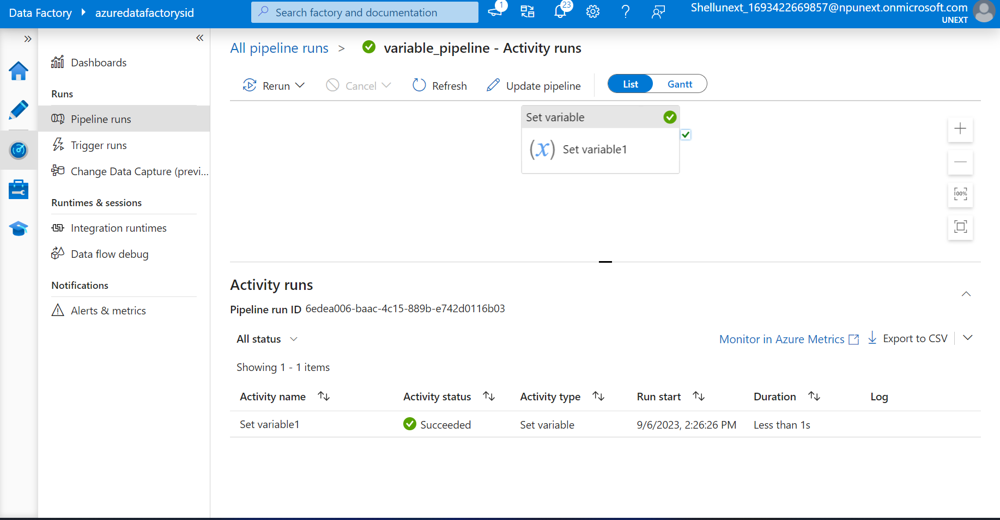 Data Factory
azuredatafactorysid
Search factory and documentation
1
23
?
Shellunext_1693422669857@npunext.onmicrosoft.com
UNEXT
Dashboards
Runs
Pipeline runs
Trigger runs
Change Data Capture (previ...
Runtimes & sessions
Integration runtimes
Data flow debug
Notifications
Alerts & metrics
All pipeline runs > variable_pipeline - Activity runs
Rerun
Cancel
Refresh
Update pipeline
List
Gantt
Set variable
(x) Set variable1
100%
Activity runs
Pipeline run ID 6edea006-baac-4c15-889b-e742d0116b03
All status
Monitor in Azure Metrics
Export to CSV
Showing 1 - 1 items
Activity name Activity status Activity type Run start Duration Log
Set variable1 Succeeded Set variable 9/6/2023, 2:26:26 PM Less than 1s